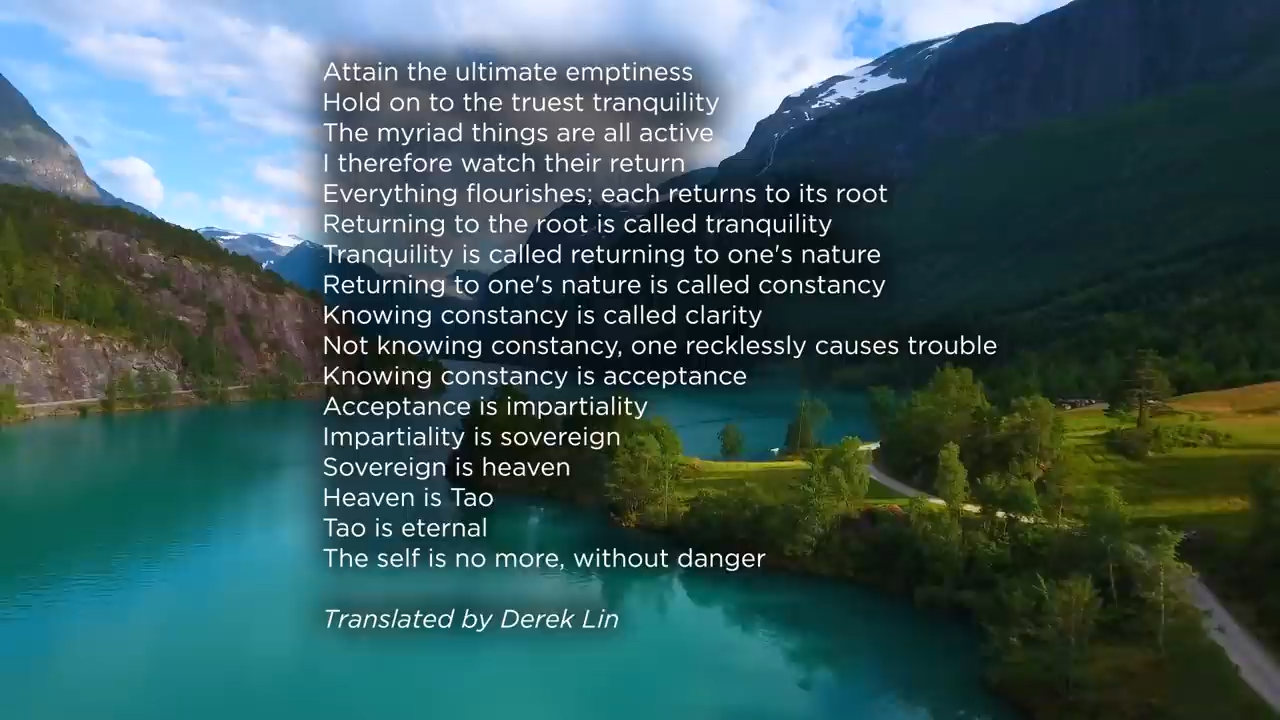 Attain the ultimate emptiness
Hold on to the truest tranquility
The myriad things are all active
I therefore watch their return
Everything flourishes; each returns to its root
Returning to the root is called tranquility
Tranquility is called returning to one's nature
Returning to one's nature is called constancy
Knowing constancy is called clarity
Not knowing constancy, one recklessly causes trouble
Knowing constancy is acceptance
Acceptance is impartiality
Impartiality is sovereign
Sovereign is heaven
Heaven is Tao
Tao is eternal
The self is no more, without danger
Translated by Derek Lin